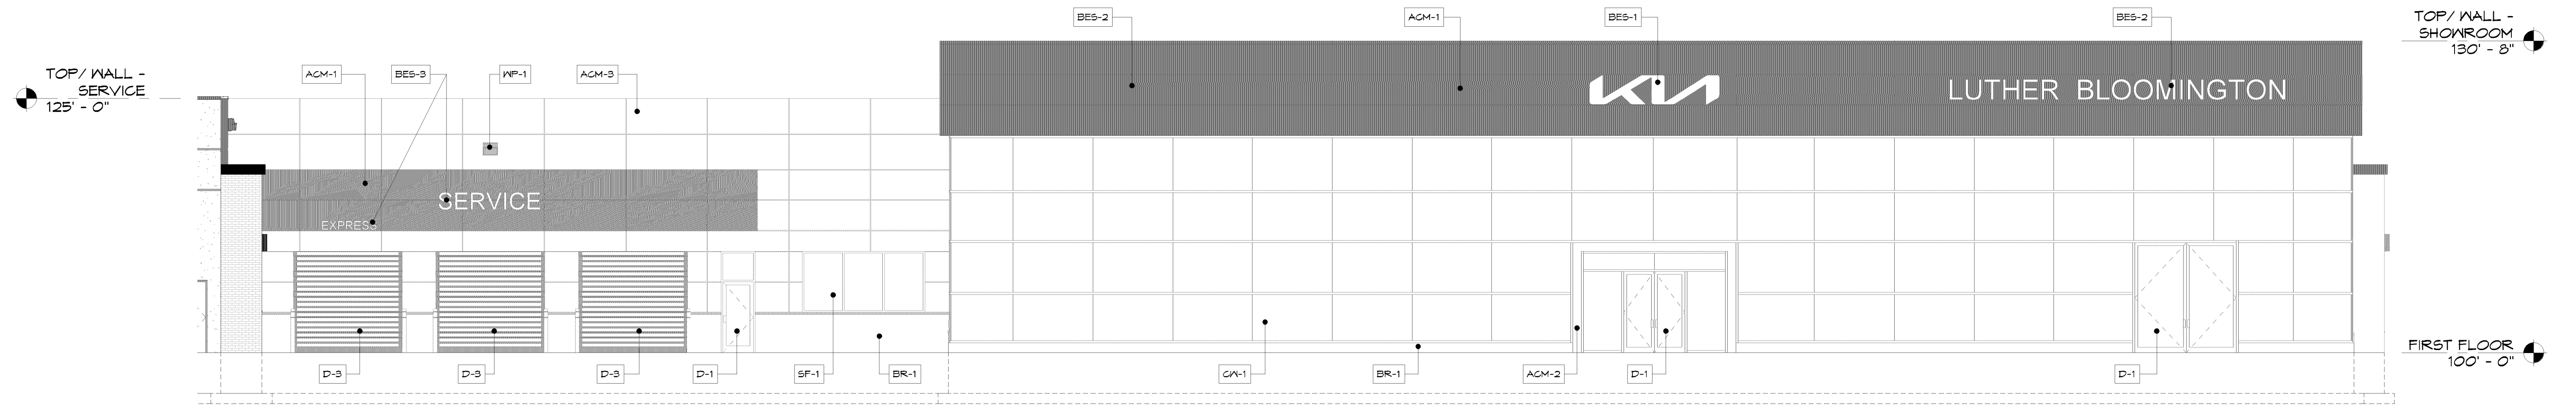 BES-2
ACM-1
BES-1
BES-2
TOP/ WALL -
SHOWROOM
130' - 8"
TOP/ WALL -
SERVICE
125' - 0"
ACM-1
BES-3
WP-1
ACM-3
KIA
LUTHER BLOOMINGTON
SERVICE
EXPRESS
FIRST FLOOR
100' - 0"
D-3
D-3
D-3
D-1
SF-1
BR-1
CW-1
BR-1
ACM-2
D-1
D-1